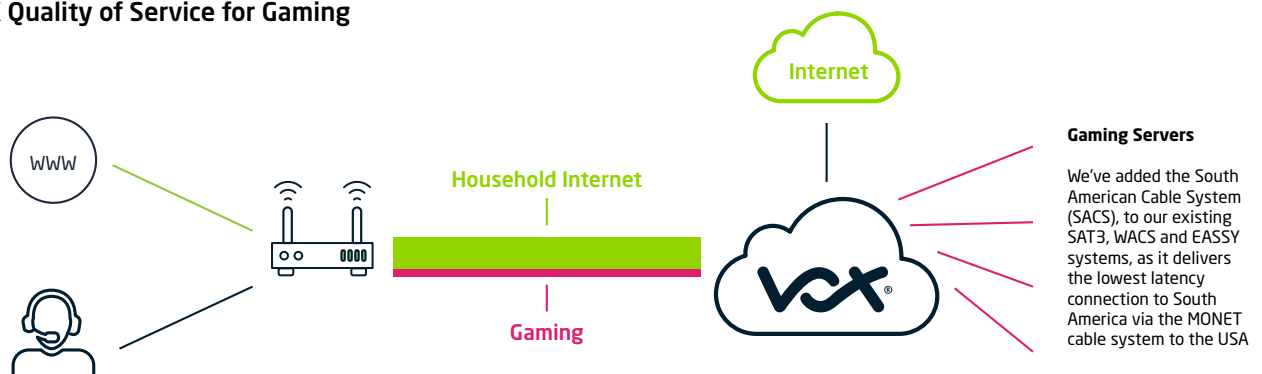 Quality of Service for Gaming
Internet
WWW
Household Internet
Gaming
VOX®
Gaming Servers
We've added the South
American Cable System
(SACS), to our existing
SAT3, WACS and EASSY
systems, as it delivers
the lowest latency
connection to South
America via the MONET
cable system to the USA